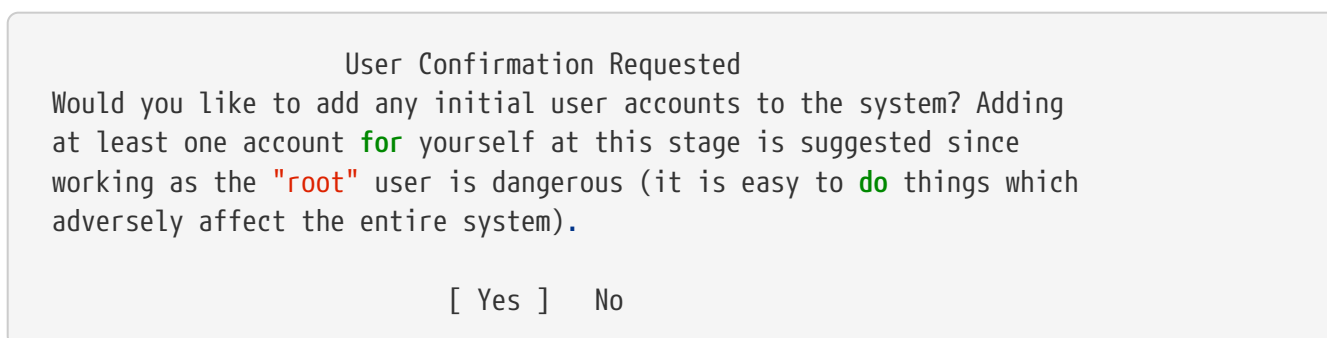 User Confirmation Requested
Would you like to add any initial user accounts to the system? Adding
at least one account for yourself at this stage is suggested since
working as the "root" user is dangerous (it is easy to do things which
adversely affect the entire system).
[ Yes ] No